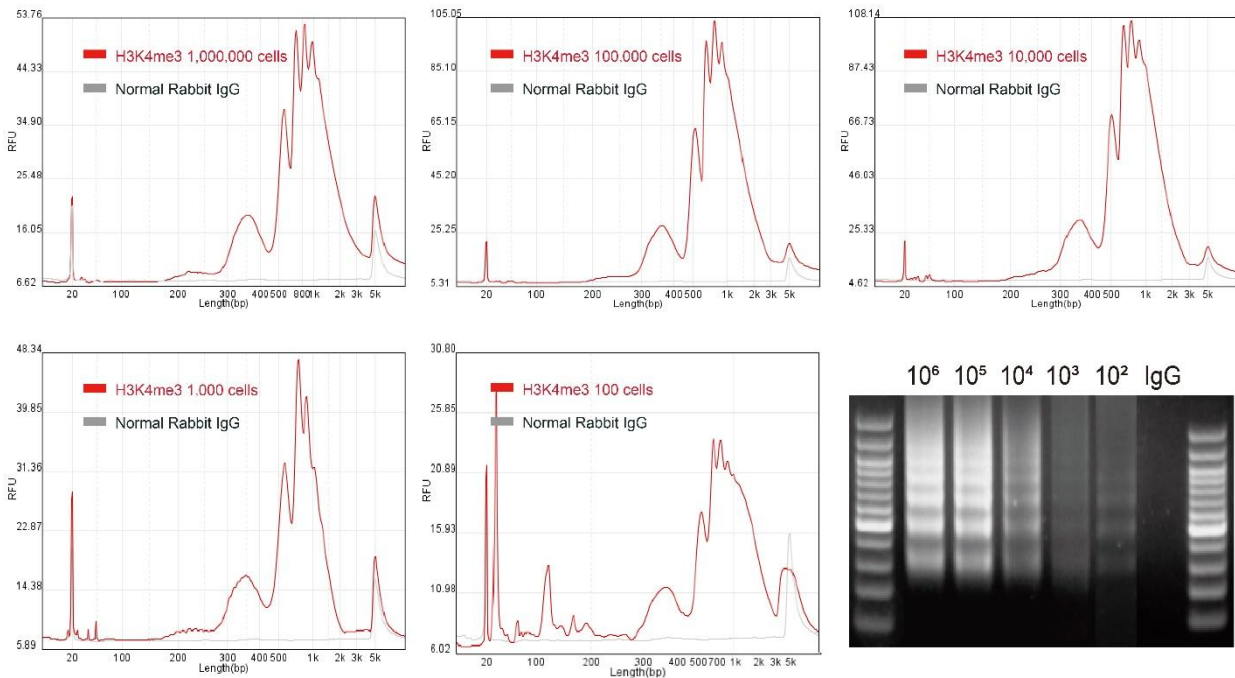 53.76
44.33
34.90
25.48
16.05
6.62
RFU
H3K4me3 1,000,000 cells
Normal Rabbit IgG
20 100 200 300 400 500 800 1k 2k 3k 5k
Length(bp)
105.05
85.10
65.15
45.20
25.25
5.31
RFU
H3K4me3 100.000 cells
Normal Rabbit IgG
20 100 200 300 400 500 1k 2k 3k 5k
Length(bp)
108.14
87.43
66.73
46.03
25.33
4.62
RFU
H3K4me3 10,000 cells
Normal Rabbit IgG
20 100 200 300 400 500 1k 2k 3k 5k
Length(bp)
48.34
39.85
31.36
22.87
14.38
5.89
RFU
H3K4me3 1.000 cells
Normal Rabbit IgG
20 100 200 300 400 500 1k 2k 3k 5k
Length(bp)
30.80
25.85
20.89
15.93
10.98
6.02
RFU
H3K4me3 100 cells
Normal Rabbit IgG
20 100 200 300 400 500 700 1k 2k 5k
Length(bp)
10⁶ 10⁵ 10⁴ 10³ 10² IgG